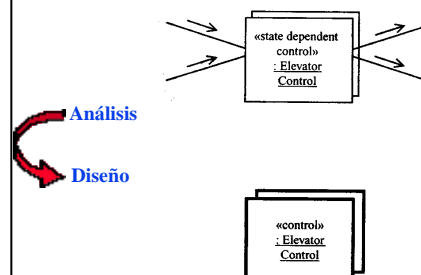 «state dependent
control»
: Elevator
Control
Análisis
Diseño
«control»
: Elevator
Control